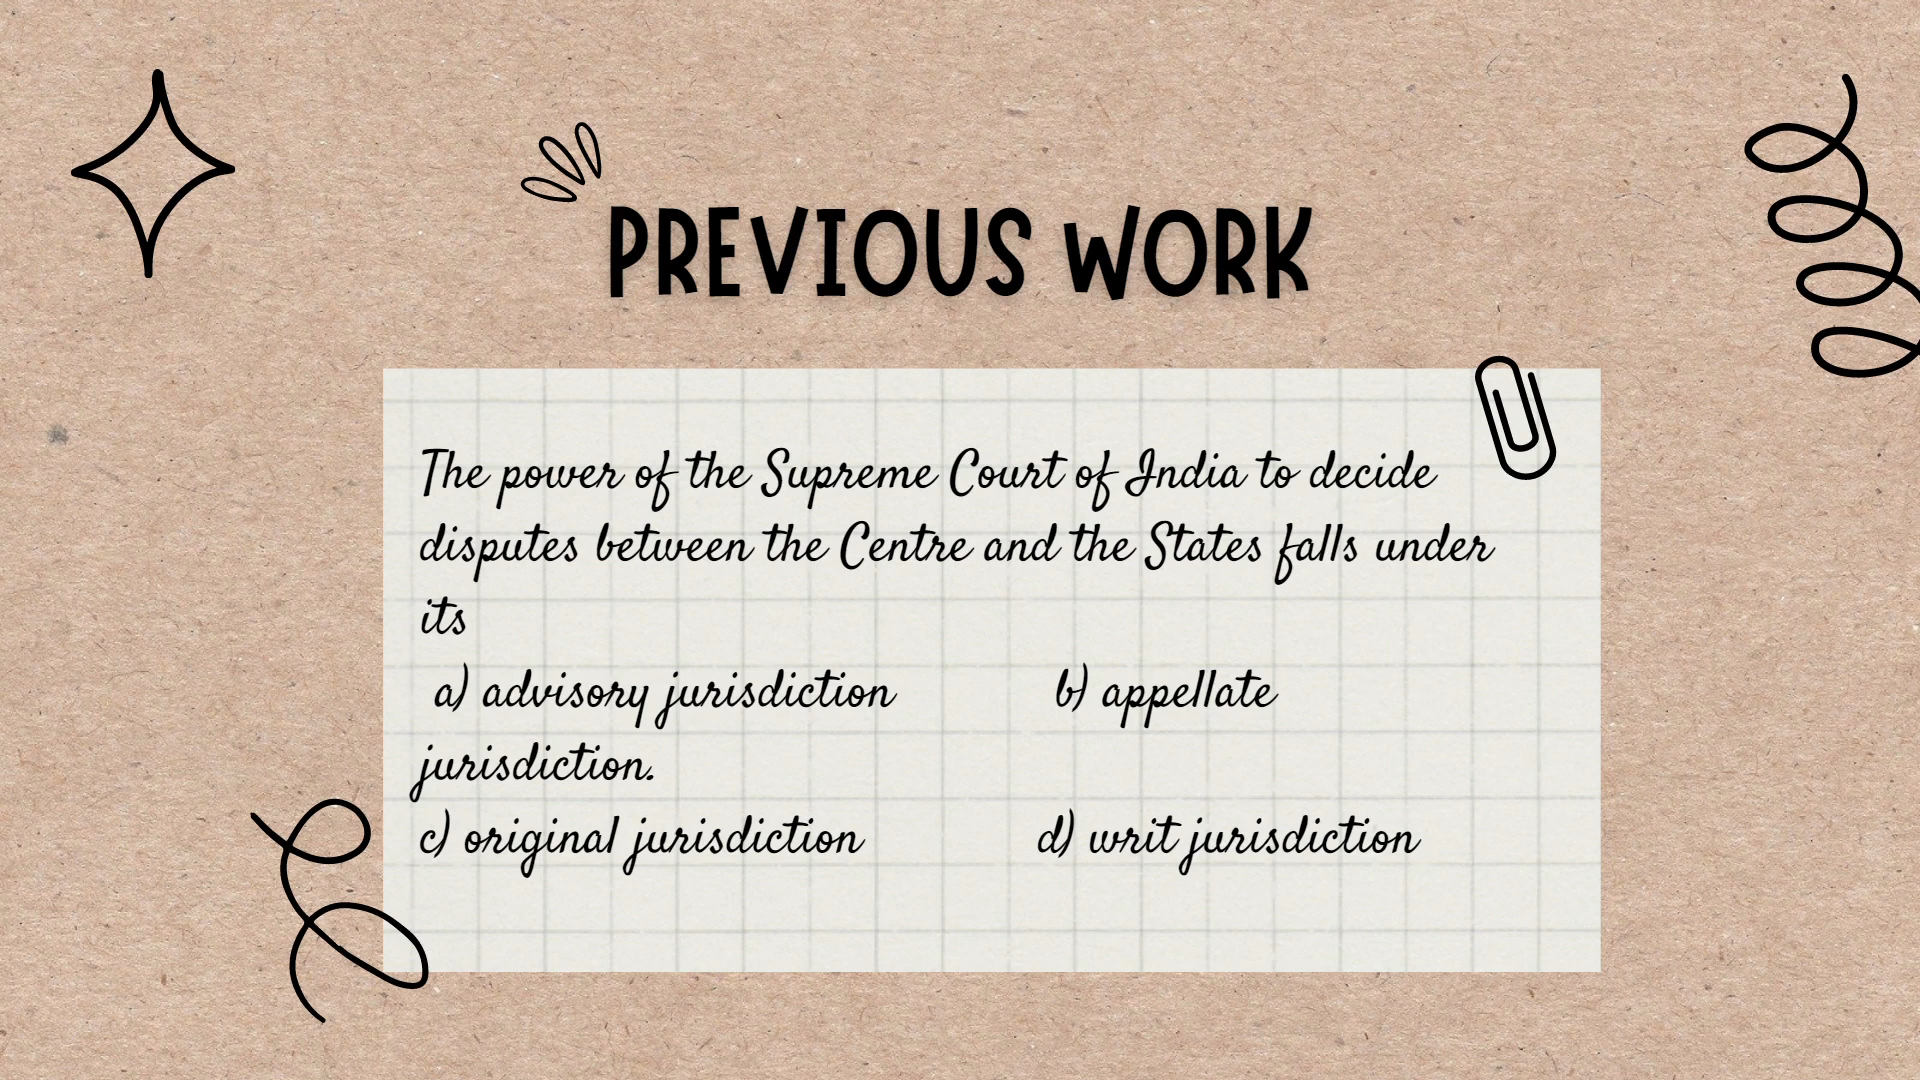 PREVIOUS WORK
The power of the Supreme Court of India to decide
disputes between the Centre and the States falls under
its
a) advisory jurisdiction b) appellate
jurisdiction.
c) original jurisdiction d) writ jurisdiction